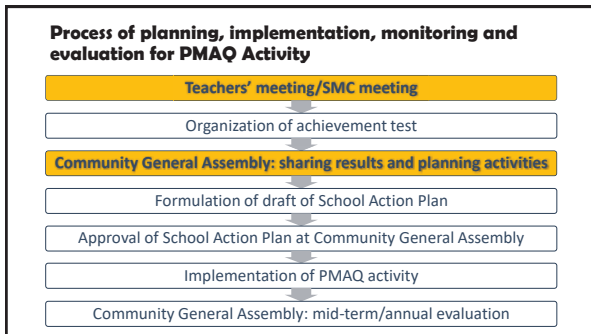 Process of planning, implementation, monitoring and
evaluation for PMAQ Activity
Teachers’ meeting/SMC meeting
Organization of achievement test
Community General Assembly: sharing results and planning activities
Formulation of draft of School Action Plan
Approval of School Action Plan at Community General Assembly
Implementation of PMAQ activity
Community General Assembly: mid-term/annual evaluation